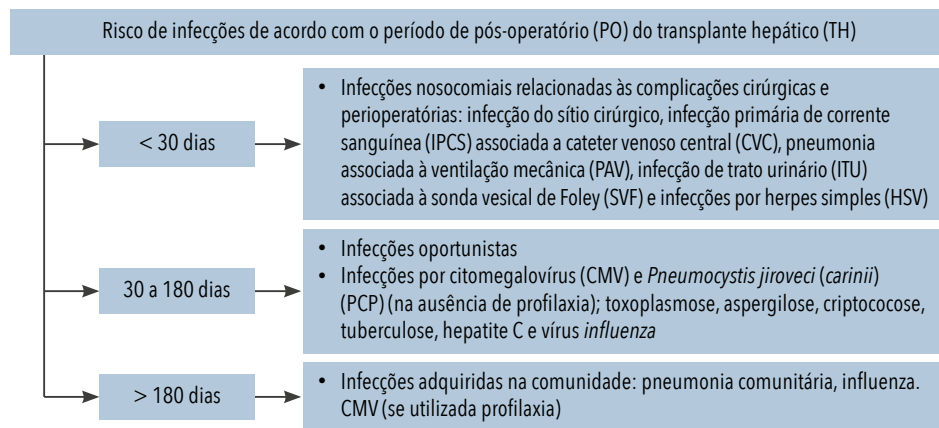 Risco de infecções de acordo com o período de pós-operatório (PO) do transplante hepático (TH)
< 30 dias
• Infecções nosocomiais relacionadas às complicações cirúrgicas e
perioperatórias: infecção do sítio cirúrgico, infecção primária de corrente
sanguínea (IPCS) associada a cateter venoso central (CVC), pneumonia
associada à ventilação mecânica (PAV), infecção de trato urinário (ITU)
associada à sonda vesical de Foley (SVF) e infecções por herpes simples (HSV)
30 a 180 dias
• Infecções oportunistas
• Infecções por citomegalovírus (CMV) e Pneumocystis jiroveci (carinii)
(PCP) (na ausência de profilaxia); toxoplasmose, aspergilose, criptococose,
tuberculose, hepatite C e vírus influenza
> 180 dias
• Infecções adquiridas na comunidade: pneumonia comunitária, influenza.
CMV (se utilizada profilaxia)